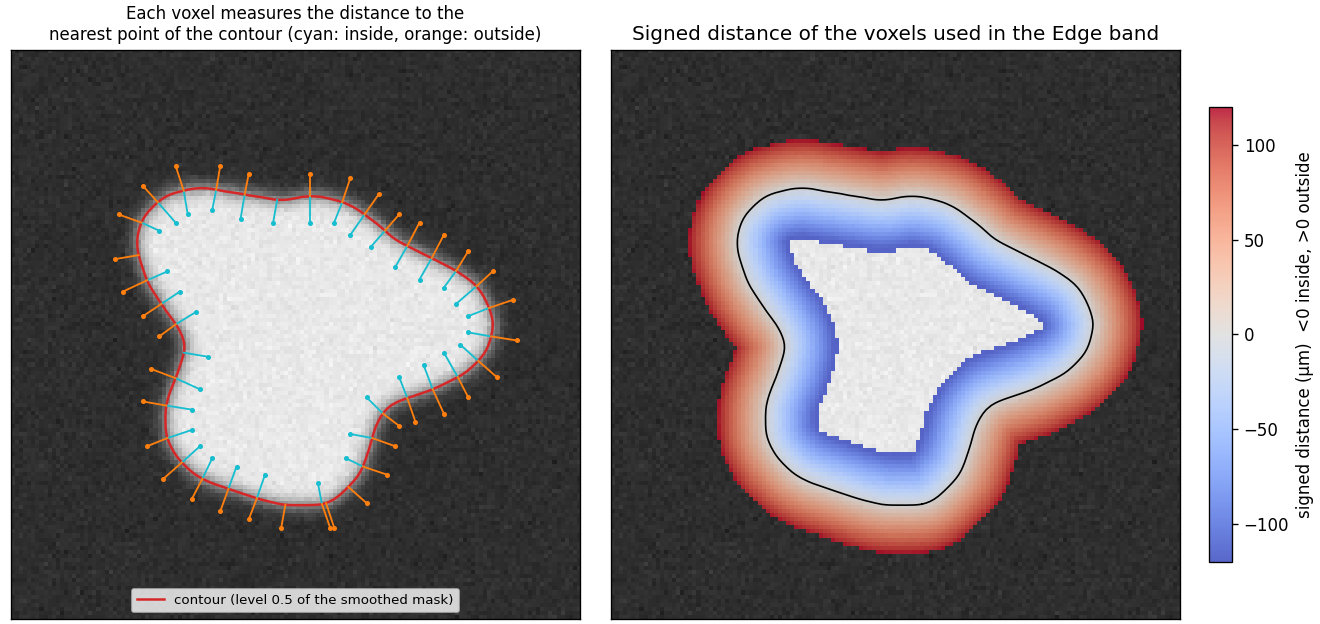 Each voxel measures the distance to the
nearest point of the contour (cyan: inside, orange: outside)
contour (level 0.5 of the smoothed mask)
Signed distance of the voxels used in the Edge band
100
50
0
−50
−100
signed distance (μm)  <0 inside, >0 outside